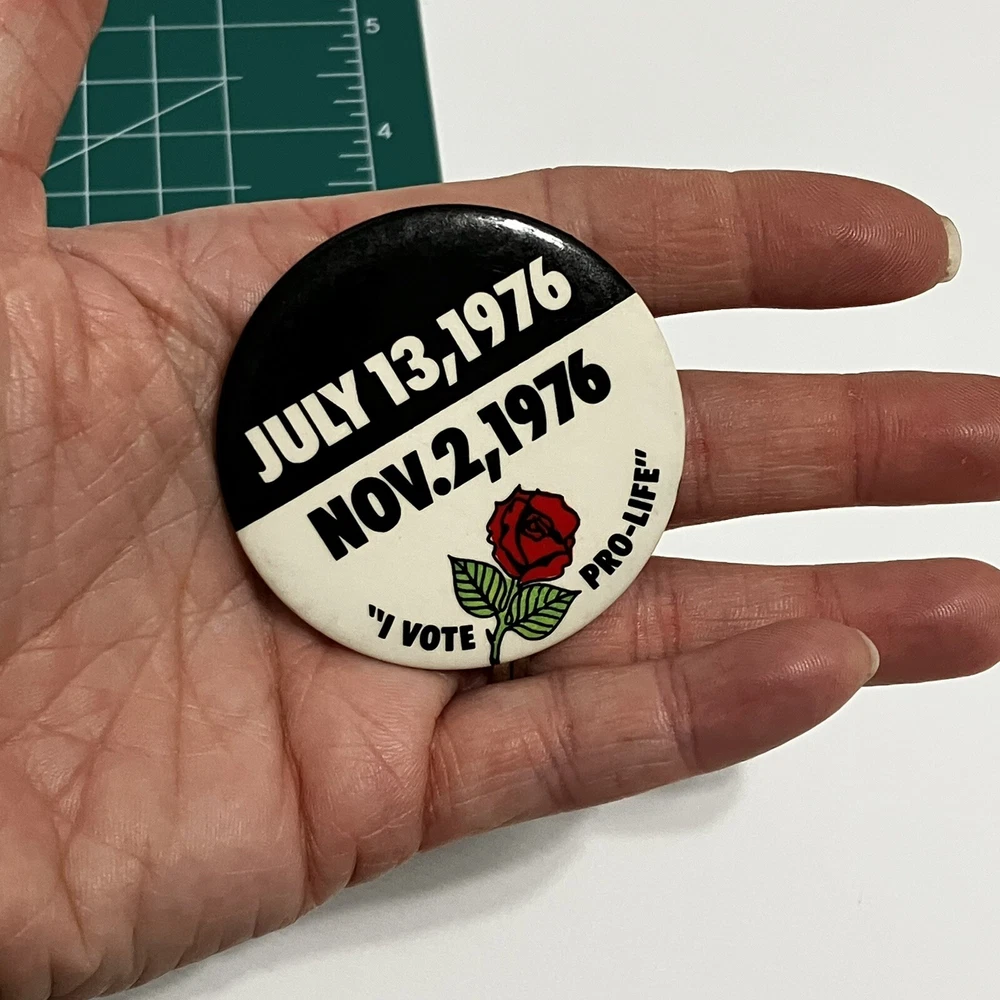 5
4
JULY 13, 1976
NOV. 2, 1976
"I VOTE PRO-LIFE"